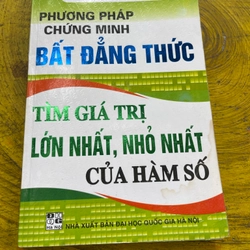 PHƯƠNG PHÁP
CHỨNG MINH
BẤT ĐẲNG THỨC
TÌM GIÁ TRỊ
LỚN NHẤT, NHỎ NHẤT
CỦA HÀM SỐ
NHÀ XUẤT BẢN ĐẠI HỌC QUỐC GIA HÀ NỘI